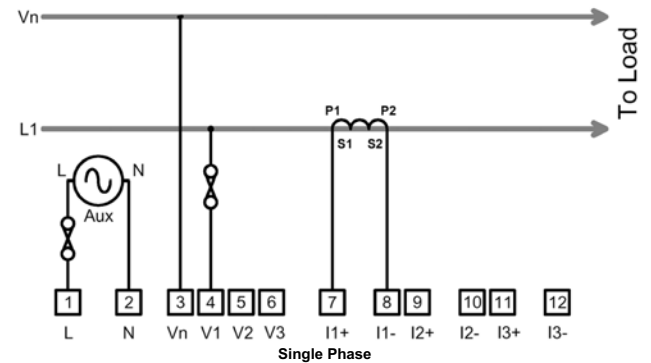 Vn
To Load
P1 P2
L1
S1 S2
L N
Aux
1 2 3 4 5 6 7 8 9 10 11 12
L N Vn V1 V2 V3 I1+ I1- I2+ I2- I3+ I3-
Single Phase